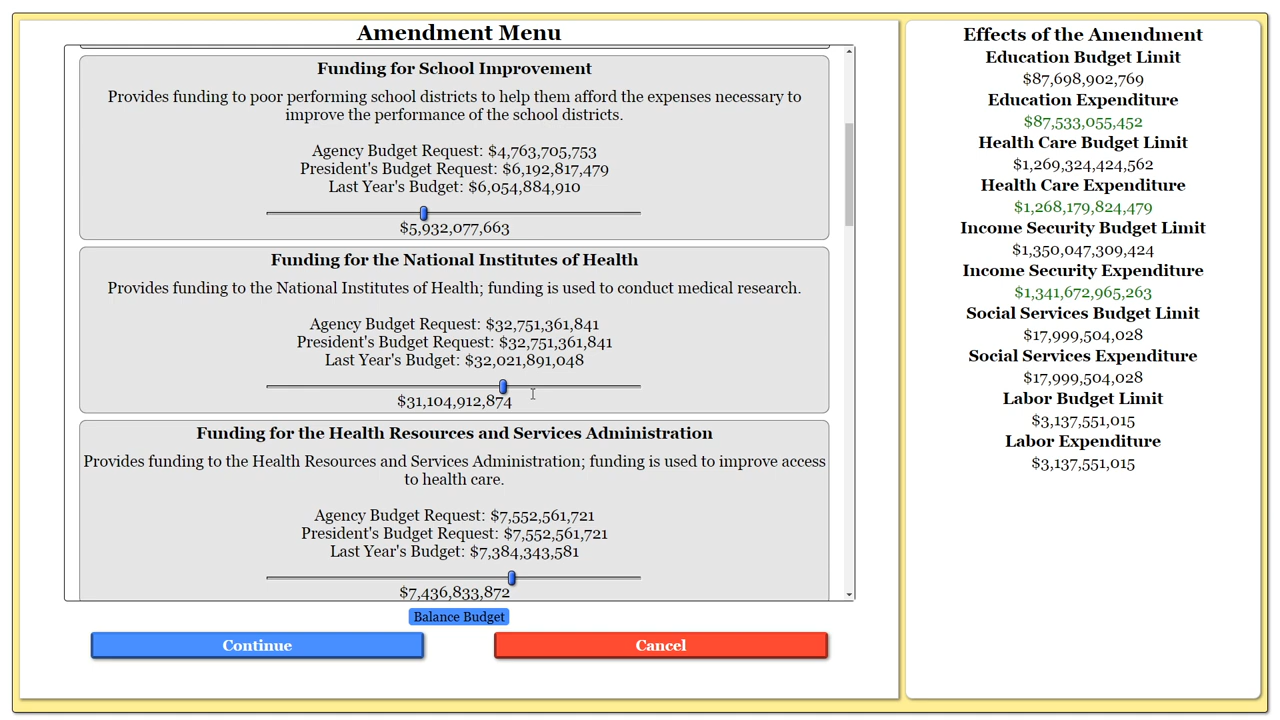 Amendment Menu
Funding for School Improvement
Provides funding to poor performing school districts to help them afford the expenses necessary to
improve the performance of the school districts.
Agency Budget Request: $4,763,705,753
President's Budget Request: $6,192,817,479
Last Year's Budget: $6,054,884,910
$5,932,077,663
Funding for the National Institutes of Health
Provides funding to the National Institutes of Health; funding is used to conduct medical research.
Agency Budget Request: $32,751,361,841
President's Budget Request: $32,751,361,841
Last Year's Budget: $32,021,891,048
$31,104,912,874
Funding for the Health Resources and Services Administration
Provides funding to the Health Resources and Services Administration; funding is used to improve access
to health care.
Agency Budget Request: $7,552,561,721
President's Budget Request: $7,552,561,721
Last Year's Budget: $7,384,343,581
$7,436,833,872
Balance Budget
Continue
Cancel
Effects of the Amendment
Education Budget Limit
$87,698,902,769
Education Expenditure
$87,533,055,452
Health Care Budget Limit
$1,269,324,424,562
Health Care Expenditure
$1,268,179,824,479
Income Security Budget Limit
$1,350,047,309,424
Income Security Expenditure
$1,341,672,965,263
Social Services Budget Limit
$17,999,504,028
Social Services Expenditure
$17,999,504,028
Labor Budget Limit
$3,137,551,015
Labor Expenditure
$3,137,551,015